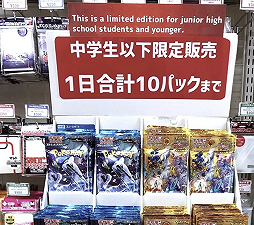 This is a limited edition for junior high
school students and younger.
中学生以下限定販売
1日合計10パックまで